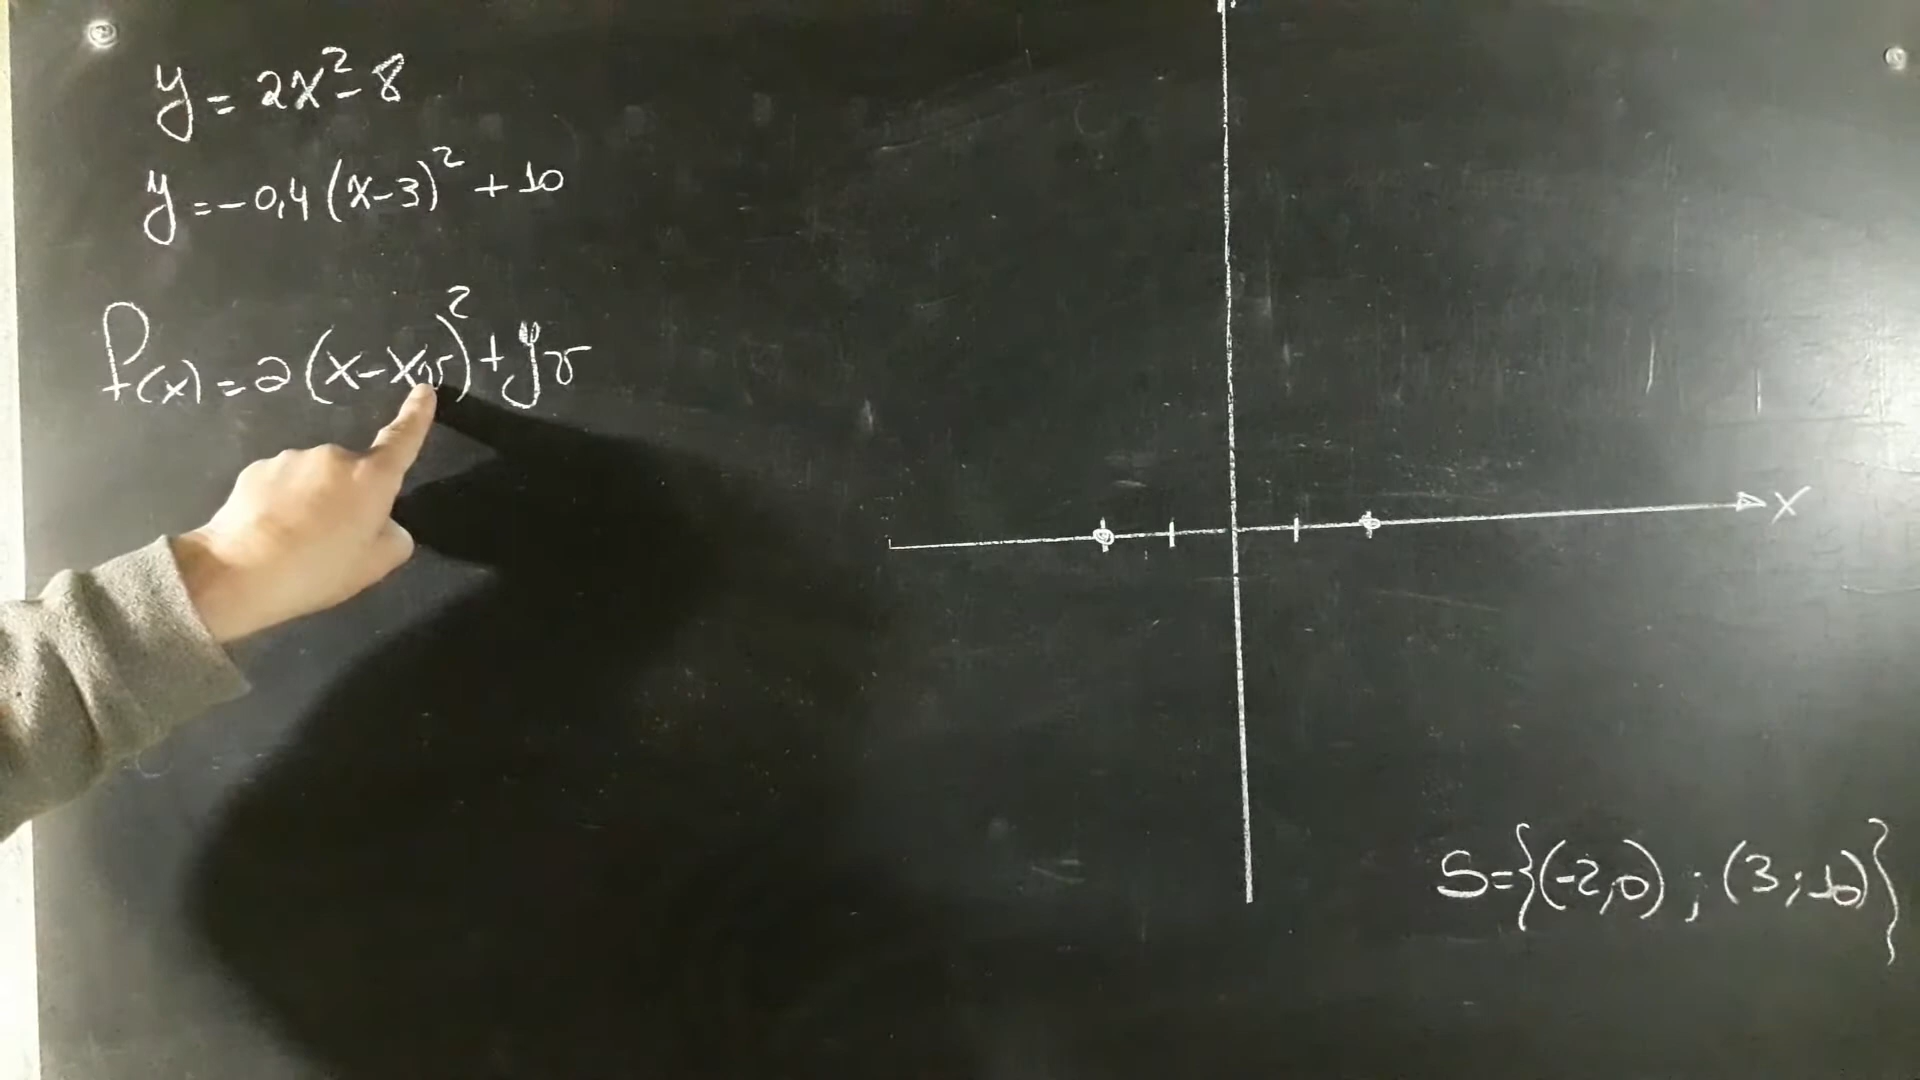 y = 2x² - 8
y = -0,4 (x-3)² + 10
f(x) = a (x - xv)² + yv
x
S={(-2,0) ; (3;10)}